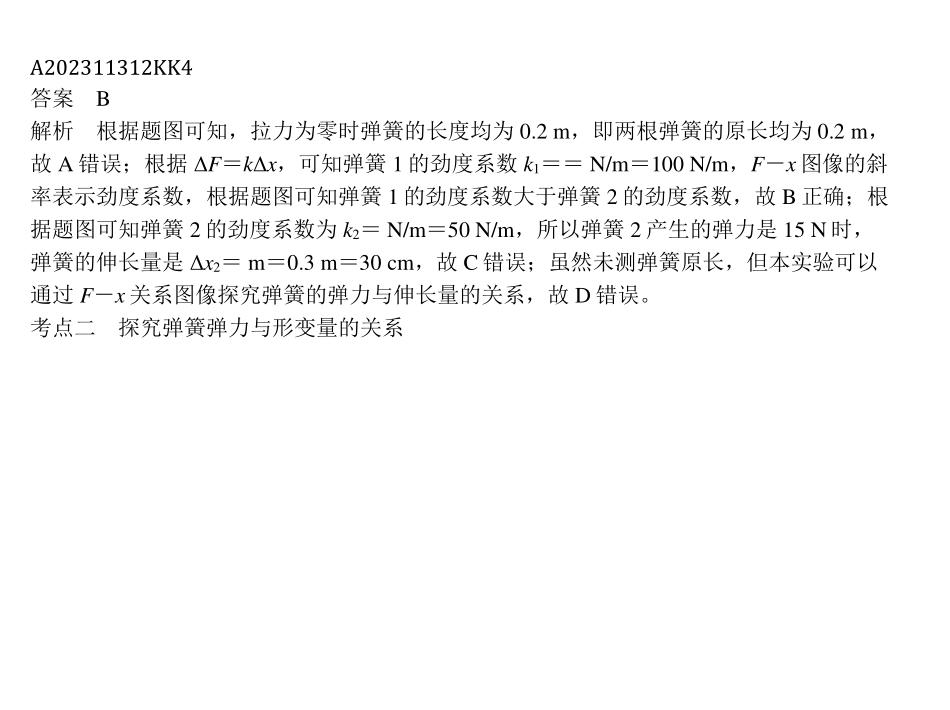 A202311312KK4
答案　B
解析　根据题图可知，拉力为零时弹簧的长度均为 0.2 m，即两根弹簧的原长均为 0.2 m，
故 A 错误；根据 ΔF＝kΔx，可知弹簧 1 的劲度系数 k₁＝＝ N/m＝100 N/m，F－x 图像的斜
率表示劲度系数，根据题图可知弹簧 1 的劲度系数大于弹簧 2 的劲度系数，故 B 正确；根
据题图可知弹簧 2 的劲度系数为 k₂＝ N/m＝50 N/m，所以弹簧 2 产生的弹力是 15 N 时，
弹簧的伸长量是 Δx₂＝ m＝0.3 m＝30 cm，故 C 错误；虽然未测弹簧原长，但本实验可以
通过 F－x 关系图像探究弹簧的弹力与伸长量的关系，故 D 错误。
考点二　探究弹簧弹力与形变量的关系